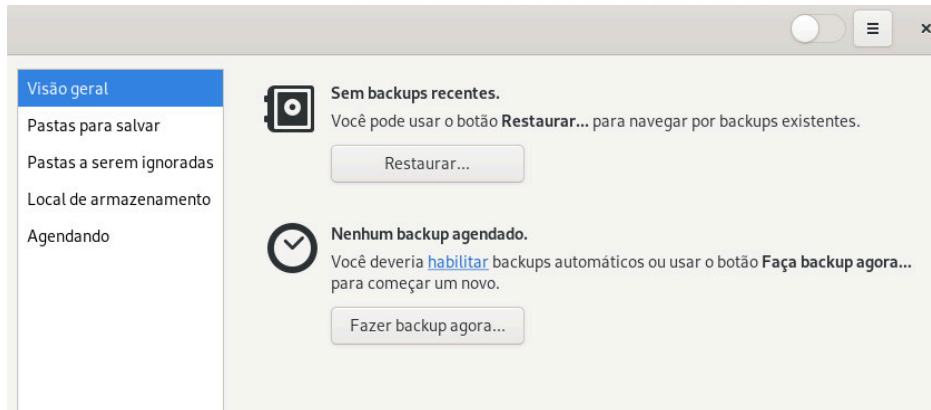 Visão geral
Pastas para salvar
Pastas a serem ignoradas
Local de armazenamento
Agendando
Sem backups recentes.
Você pode usar o botão Restaurar... para navegar por backups existentes.
Restaurar...
Nenhum backup agendado.
Você deveria habilitar backups automáticos ou usar o botão Faça backup agora...
para começar um novo.
Fazer backup agora...